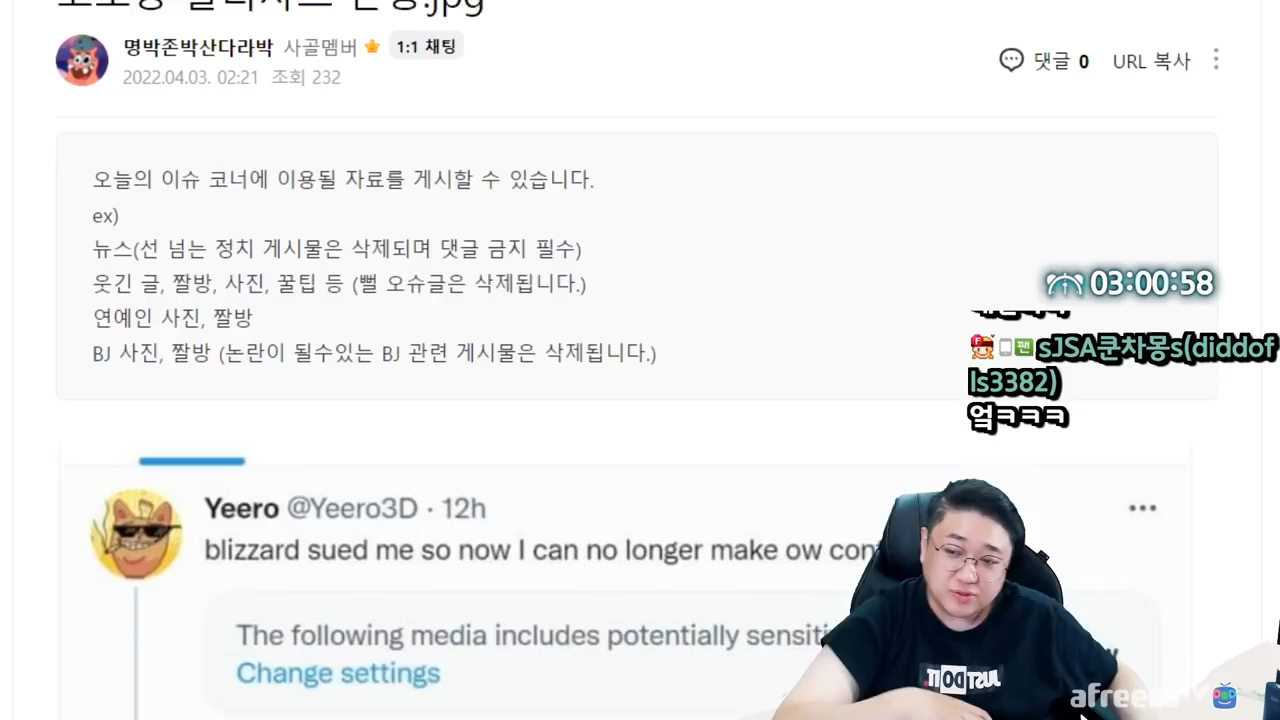 명박존박산다라박 사골멤버 1:1 채팅
2022.04.03. 02:21 조회 232
댓글 0 URL 복사
오늘의 이슈 코너에 이용될 자료를 게시할 수 있습니다.
ex)
뉴스(선 넘는 정치 게시물은 삭제되며 댓글 금지 필수)
웃긴 글, 짤방, 사진, 꿀팁 등 (뻘 오슈글은 삭제됩니다.)
연예인 사진, 짤방
BJ 사진, 짤방 (논란이 될수있는 BJ 관련 게시물은 삭제됩니다.)
03:00:58
sJSA쿤차몽s(diddof
ls3382)
엌ㅋㅋㅋ
Yeero @Yeero3D · 12h
blizzard sued me so now I can no longer make ow
The following media includes potentially
Change settings
JUST DO IT.